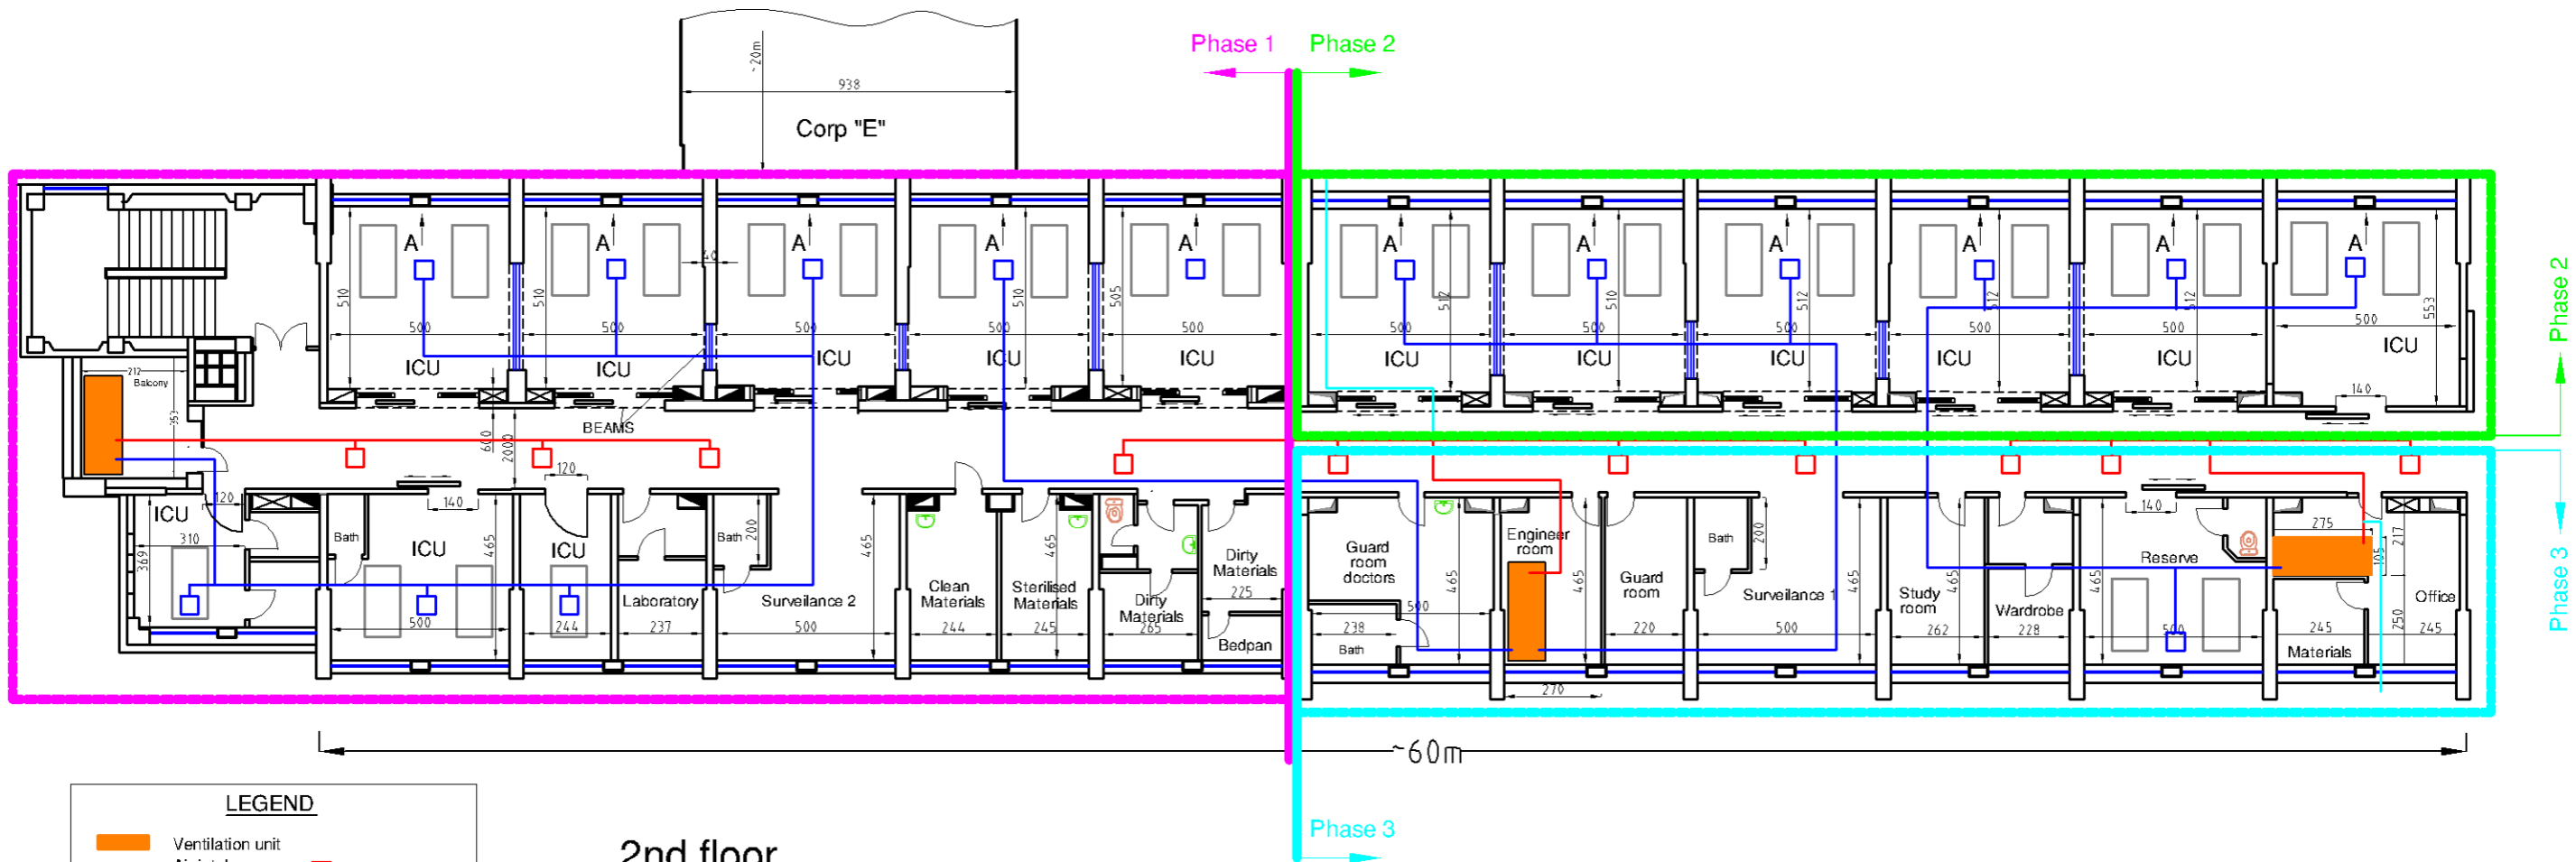 Phase 1
Phase 2
~20m
938
Corp "E"
A
A
A
A
A
A
A
A
A
A
40
510
510
510
505
512
510
512
512
512
553
500
500
500
500
500
500
500
500
500
500
500
ICU
ICU
ICU
ICU
ICU
ICU
ICU
ICU
ICU
ICU
ICU
Phase 2
212
Balcony
353
BEAMS
600
2000
140
120
120
140
140
ICU
310
369
Bath
ICU
465
ICU
Bath
200
465
465
Laboratory
Surveilance 2
Clean
Materials
Sterilised
Materials
Dirty
Materials
Dirty
Materials
225
Bedpan
500
244
237
500
244
245
265
Guard
room
doctors
465
500
238
Bath
Engineer
room
465
270
Guard
room
220
Bath
200
Surveilance 1
500
465
Study
room
262
465
Wardrobe
228
465
Reserve
500
275
105
217
250
Office
245
245
Materials
Phase 3
~60m
Phase 3
LEGEND
Ventilation unit
2nd floor